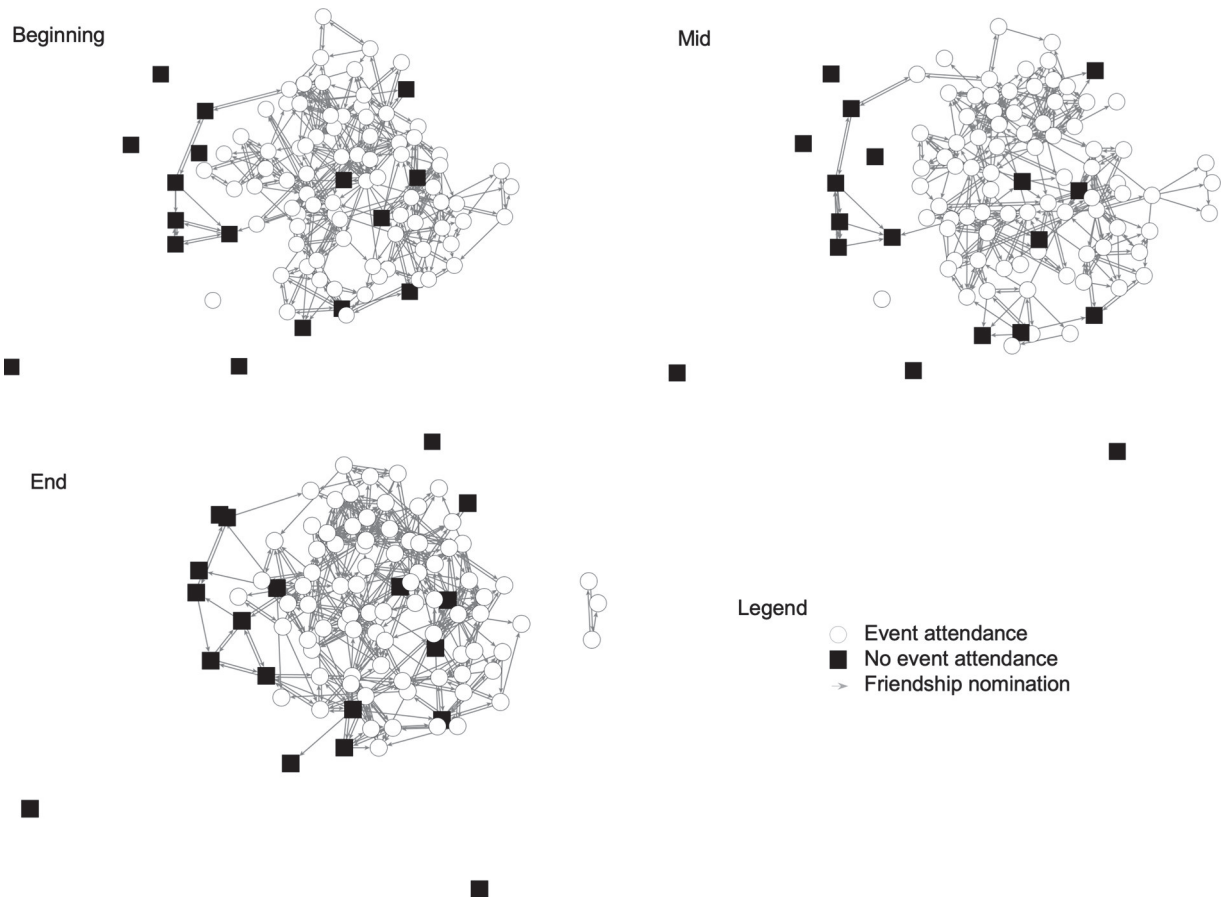 Beginning
Mid
End
Legend
Event attendance
No event attendance
Friendship nomination